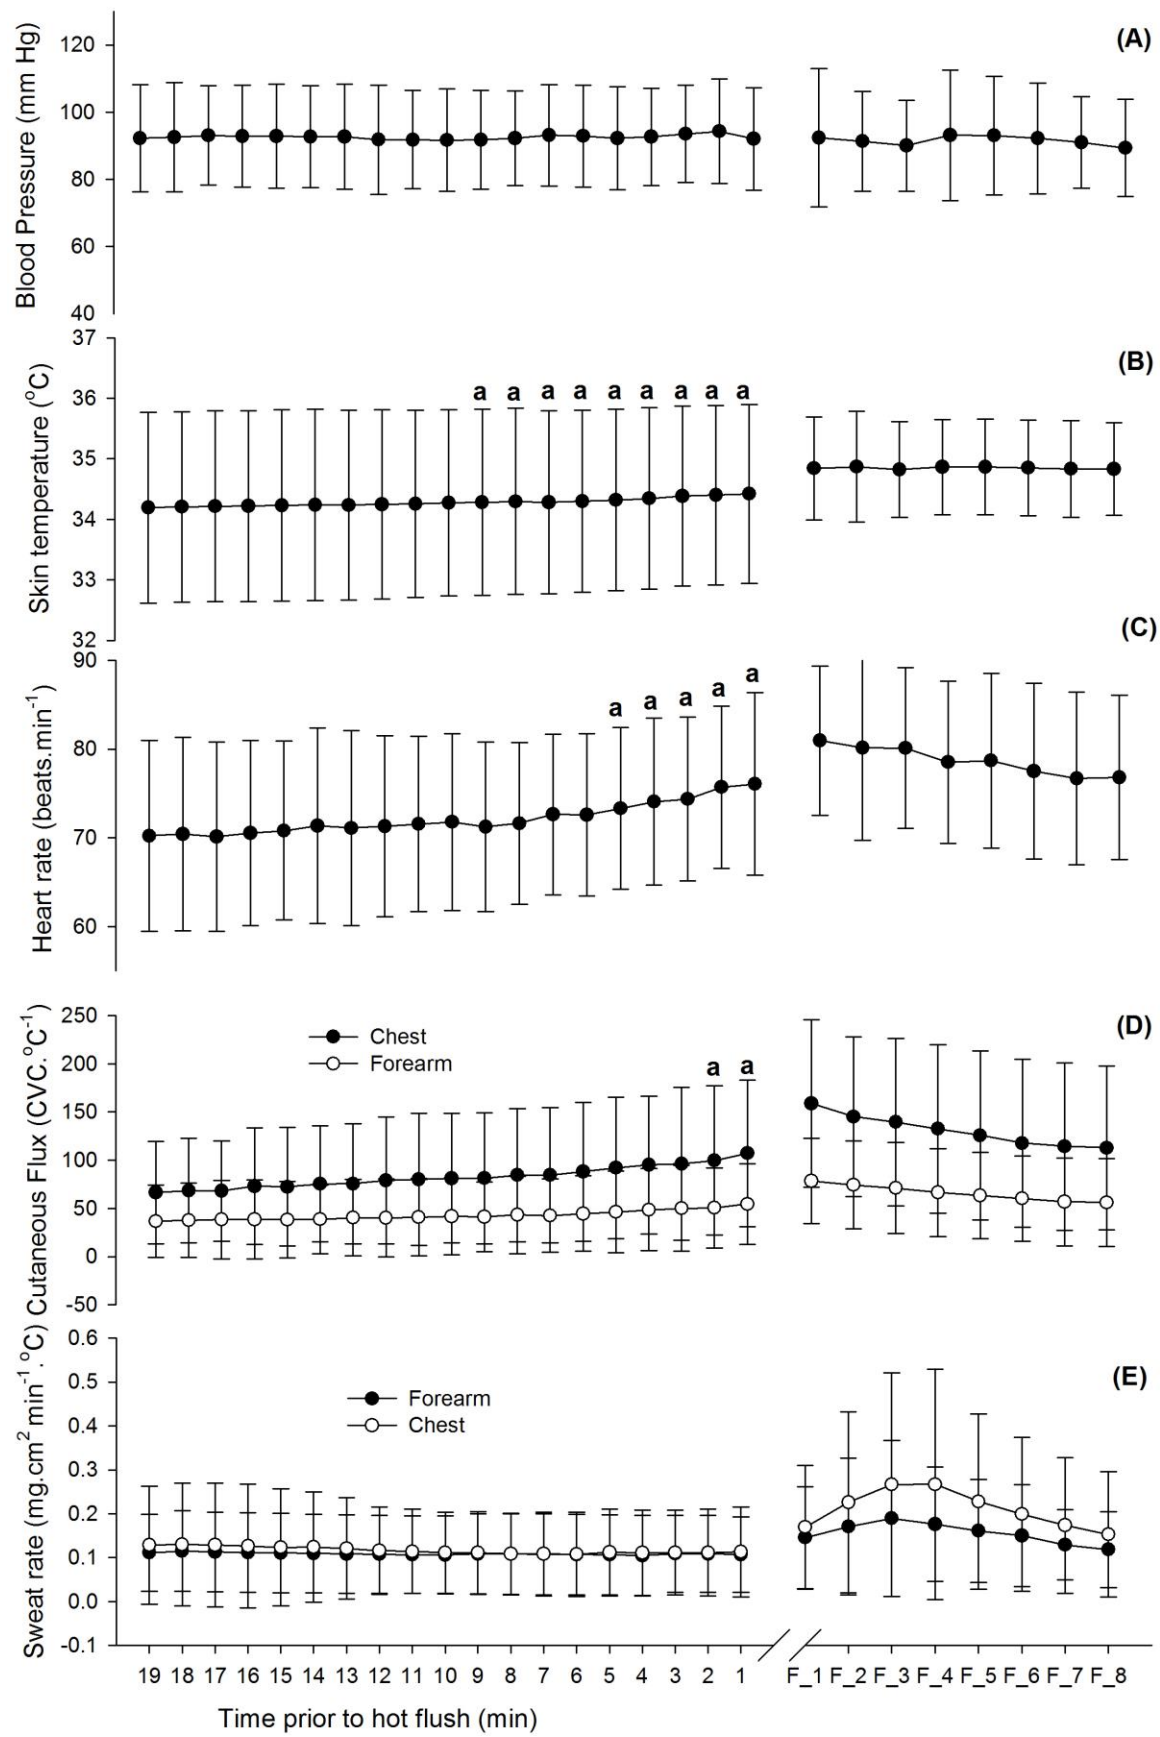 (A)
Blood Pressure (mm Hg)
120
100
80
60
40
(B)
Skin temperature (°C)
37
36
35
34
33
32
a a a a a a a a a
(C)
Heart rate (beats.min⁻¹)
90
80
70
60
a a a a a
(D)
Cutaneous Flux (CVC.°C⁻¹)
250
200
150
100
50
0
-50
Chest
Forearm
a a
(E)
Sweat rate (mg.cm² min⁻¹.°C)
0.6
0.5
0.4
0.3
0.2
0.1
0.0
-0.1
Forearm
Chest
19 18 17 16 15 14 13 12 11 10 9 8 7 6 5 4 3 2 1 F_1 F_2 F_3 F_4 F_5 F_6 F_7 F_8
Time prior to hot flush (min)